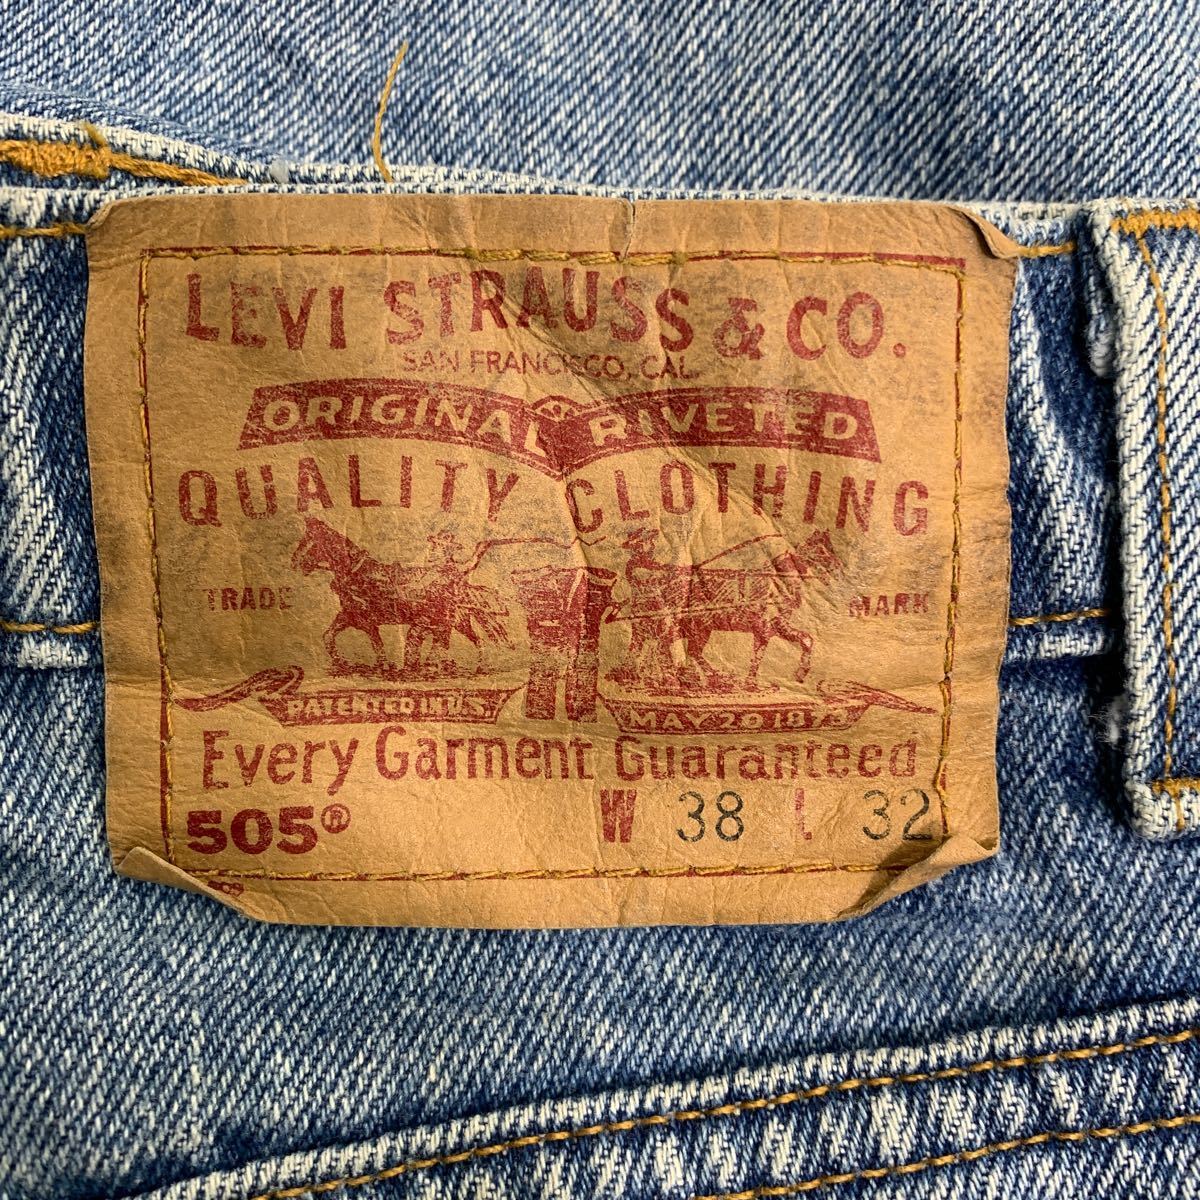 LEVI STRAUSS & CO.
SAN FRANCISCO, CAL.
ORIGINAL RIVETED
QUALITY CLOTHING
TRADE MARK
PATENTED IN U.S. MAY 20 1873
Every Garment Guaranteed
505® W 38 L 32